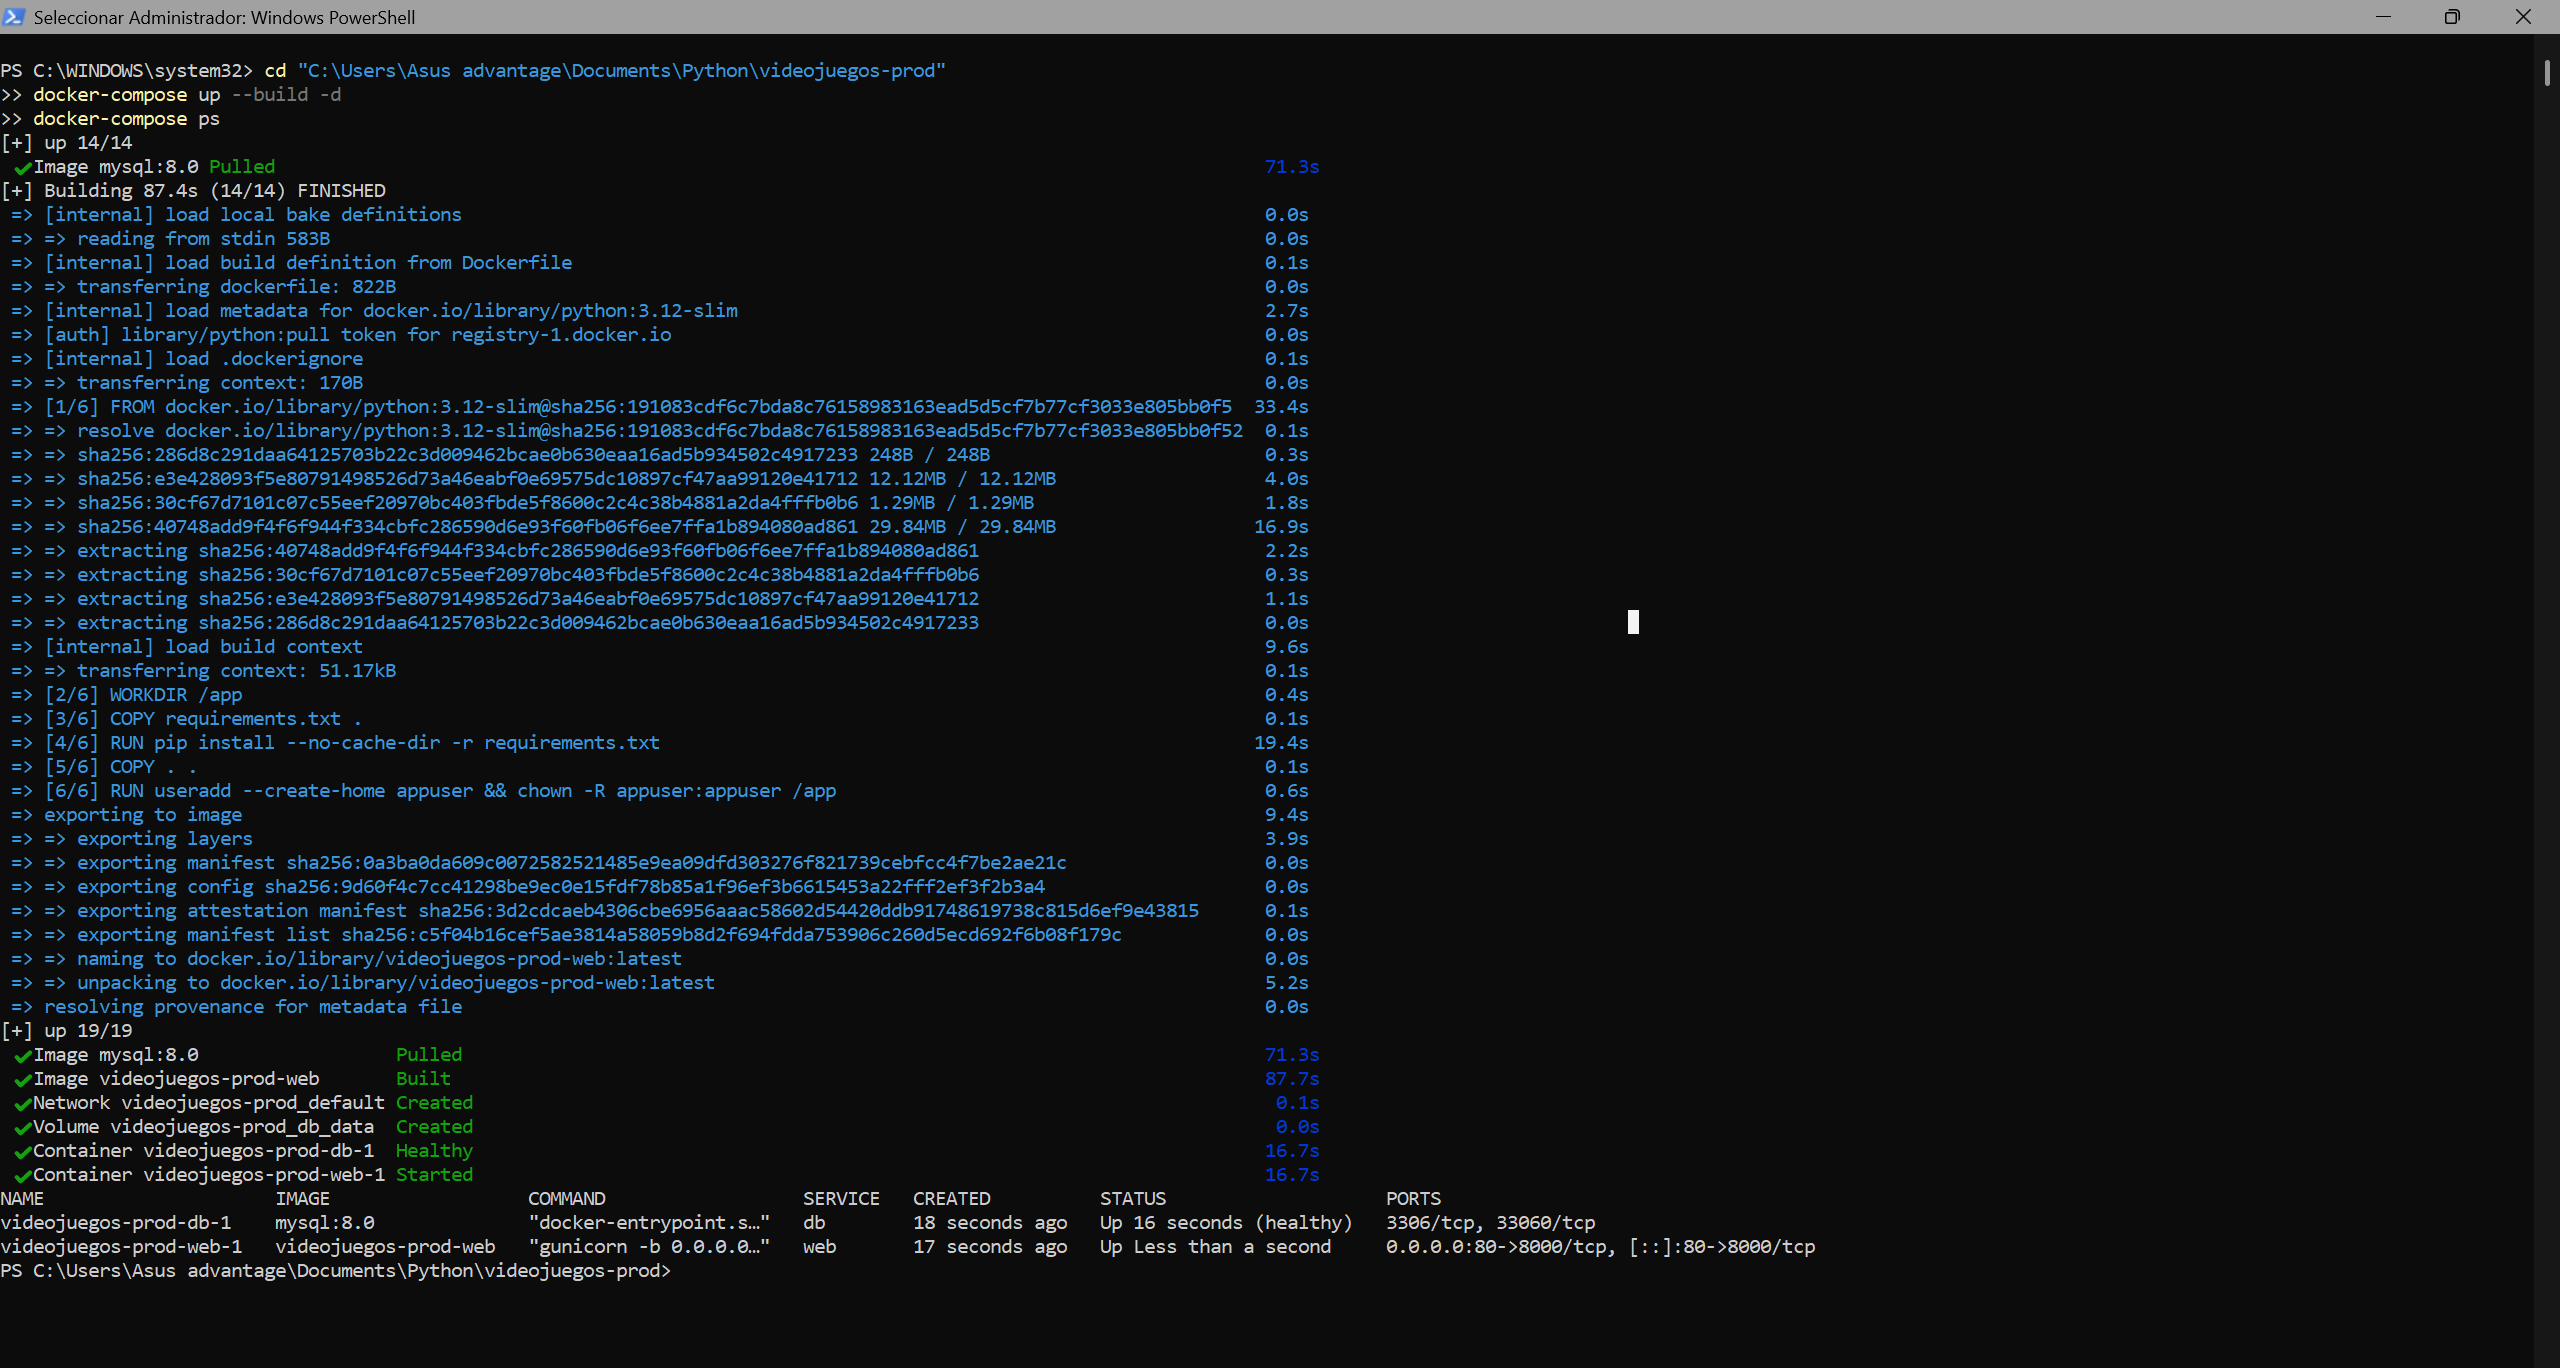 Seleccionar Administrador: Windows PowerShell
PS C:\WINDOWS\system32> cd "C:\Users\Asus advantage\Documents\Python\videojuegos-prod"
>> docker-compose up --build -d
>> docker-compose ps
[+] up 14/14
✔Image mysql:8.0 Pulled 71.3s
[+] Building 87.4s (14/14) FINISHED
=> [internal] load local bake definitions 0.0s
=> => reading from stdin 583B 0.0s
=> [internal] load build definition from Dockerfile 0.1s
=> => transferring dockerfile: 822B 0.0s
=> [internal] load metadata for docker.io/library/python:3.12-slim 2.7s
=> [auth] library/python:pull token for registry-1.docker.io 0.0s
=> [internal] load .dockerignore 0.1s
=> => transferring context: 170B 0.0s
=> [1/6] FROM docker.io/library/python:3.12-slim@sha256:191083cdf6c7bda8c76158983163ead5d5cf7b77cf3033e805bb0f5 33.4s
=> => resolve docker.io/library/python:3.12-slim@sha256:191083cdf6c7bda8c76158983163ead5d5cf7b77cf3033e805bb0f52 0.1s
=> => sha256:286d8c291daa64125703b22c3d009462bcae0b630eaa16ad5b934502c4917233 248B / 248B 0.3s
=> => sha256:e3e428093f5e80791498526d73a46eabf0e69575dc10897cf47aa99120e41712 12.12MB / 12.12MB 4.0s
=> => sha256:30cf67d7101c07c55eef20970bc403fbde5f8600c2c4c38b4881a2da4fffb0b6 1.29MB / 1.29MB 1.8s
=> => sha256:40748add9f4f6f944f334cbfc286590d6e93f60fb06f6ee7ffa1b894080ad861 29.84MB / 29.84MB 16.9s
=> => extracting sha256:40748add9f4f6f944f334cbfc286590d6e93f60fb06f6ee7ffa1b894080ad861 2.2s
=> => extracting sha256:30cf67d7101c07c55eef20970bc403fbde5f8600c2c4c38b4881a2da4fffb0b6 0.3s
=> => extracting sha256:e3e428093f5e80791498526d73a46eabf0e69575dc10897cf47aa99120e41712 1.1s
=> => extracting sha256:286d8c291daa64125703b22c3d009462bcae0b630eaa16ad5b934502c4917233 0.0s
=> [internal] load build context 9.6s
=> => transferring context: 51.17kB 0.1s
=> [2/6] WORKDIR /app 0.4s
=> [3/6] COPY requirements.txt . 0.1s
=> [4/6] RUN pip install --no-cache-dir -r requirements.txt 19.4s
=> [5/6] COPY . . 0.1s
=> [6/6] RUN useradd --create-home appuser && chown -R appuser:appuser /app 0.6s
=> exporting to image 9.4s
=> => exporting layers 3.9s
=> => exporting manifest sha256:0a3ba0da609c0072582521485e9ea09dfd303276f821739cebfcc4f7be2ae21c 0.0s
=> => exporting config sha256:9d60f4c7cc41298be9ec0e15fdf78b85a1f96ef3b6615453a22fff2ef3f2b3a4 0.0s
=> => exporting attestation manifest sha256:3d2cdcaeb4306cbe6956aaac58602d54420ddb91748619738c815d6ef9e43815 0.1s
=> => exporting manifest list sha256:c5f04b16cef5ae3814a58059b8d2f694fdda753906c260d5ecd692f6b08f179c 0.0s
=> => naming to docker.io/library/videojuegos-prod-web:latest 0.0s
=> => unpacking to docker.io/library/videojuegos-prod-web:latest 5.2s
=> resolving provenance for metadata file 0.0s
[+] up 19/19
✔Image mysql:8.0 Pulled 71.3s
✔Image videojuegos-prod-web Built 87.7s
✔Network videojuegos-prod_default Created 0.1s
✔Volume videojuegos-prod_db_data Created 0.0s
✔Container videojuegos-prod-db-1 Healthy 16.7s
✔Container videojuegos-prod-web-1 Started 16.7s
NAME IMAGE COMMAND SERVICE CREATED STATUS PORTS
videojuegos-prod-db-1 mysql:8.0 "docker-entrypoint.s…" db 18 seconds ago Up 16 seconds (healthy) 3306/tcp, 33060/tcp
videojuegos-prod-web-1 videojuegos-prod-web "gunicorn -b 0.0.0.0…" web 17 seconds ago Up Less than a second 0.0.0.0:80->8000/tcp, [::]:80->8000/tcp
PS C:\Users\Asus advantage\Documents\Python\videojuegos-prod>